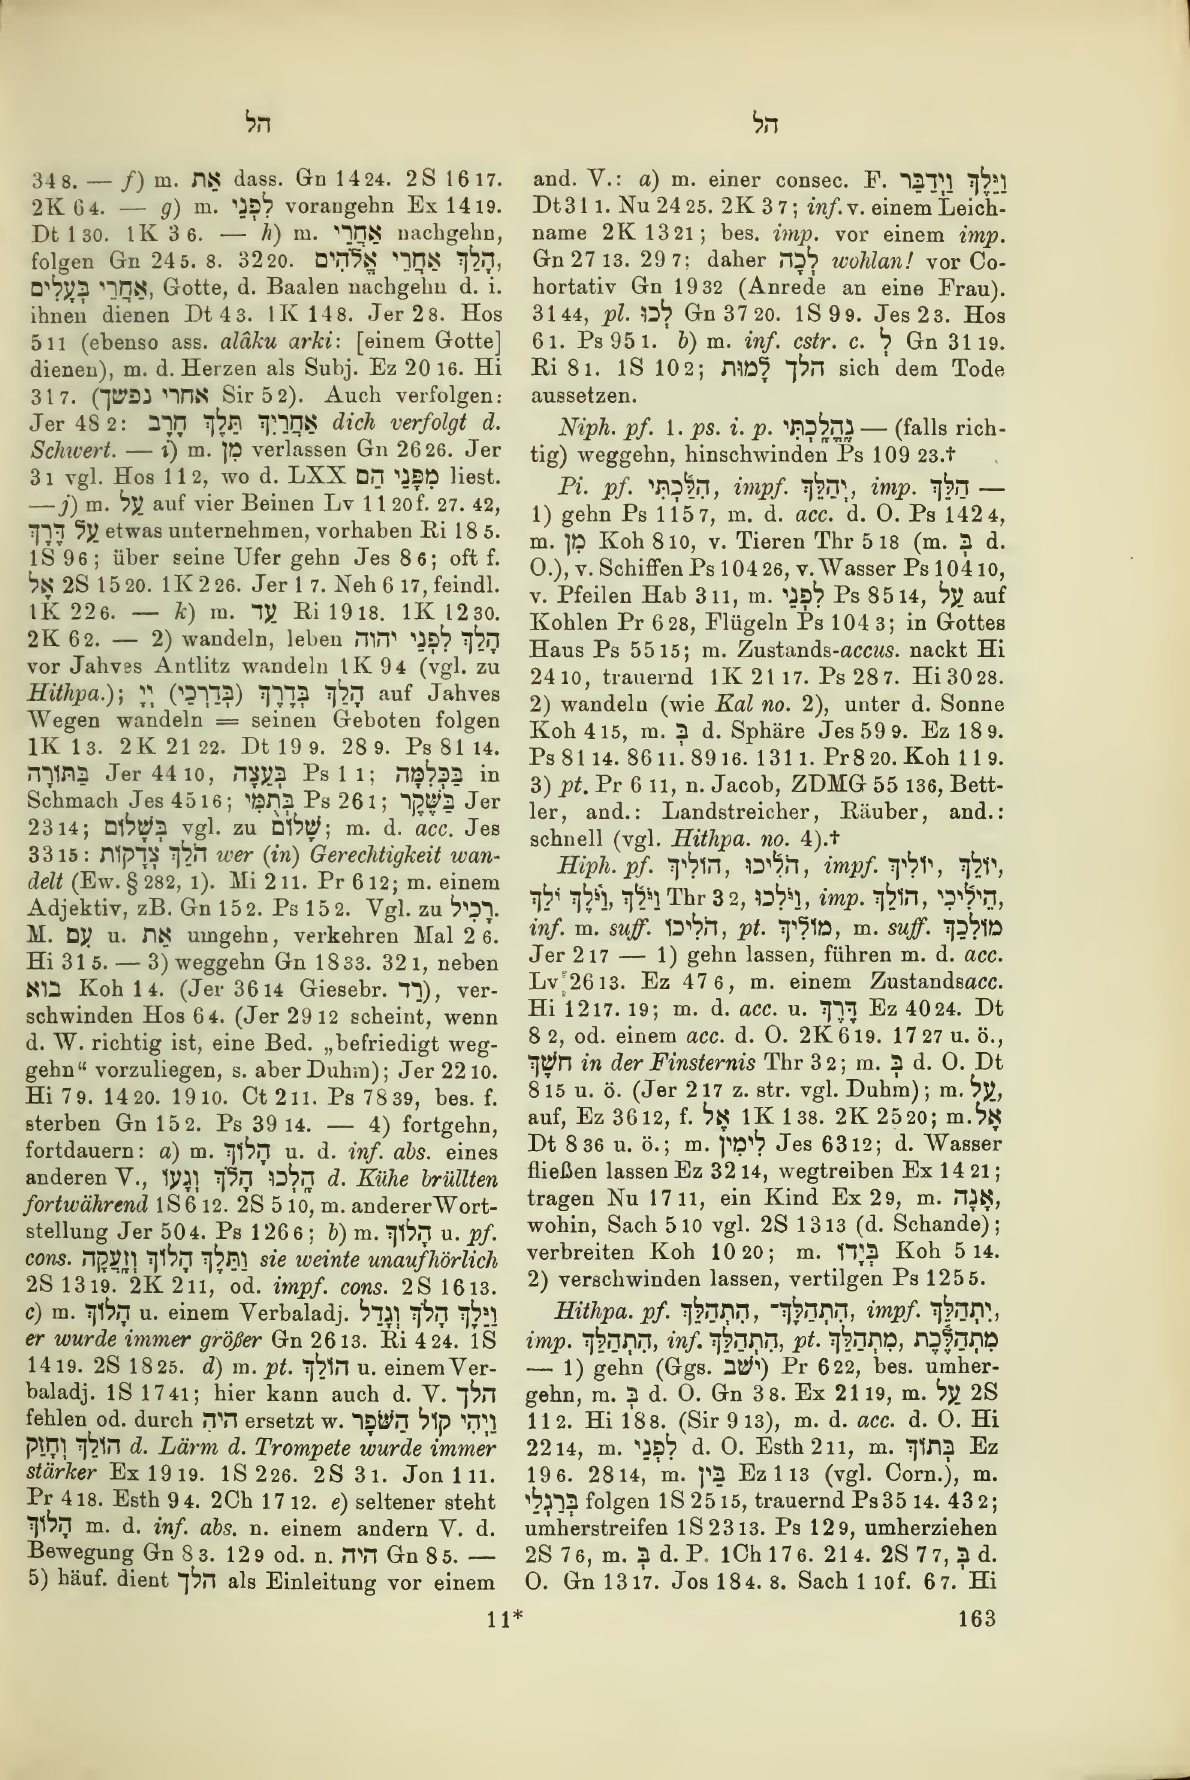 הל
הל
34 8. — f) m. אֶת dass. Gn 14 24. 2S 16 17.
2K 6 4. — g) m. לִפְנֵי vorangehn Ex 14 19.
Dt 1 30. 1K 3 6. — h) m. אַחֲרֵי nachgehn,
folgen Gn 24 5. 8. 32 20. הָלַךְ אַחֲרֵי אֱלֹהִים,
אַחֲרֵי בְּעָלִים, Gotte, d. Baalen nachgehn d. i.
ihnen dienen Dt 4 3. 1K 14 8. Jer 2 8. Hos
5 11 (ebenso ass. alâku arki: [einem Gotte]
dienen), m. d. Herzen als Subj. Ez 20 16. Hi
31 7. (אחרי נפשך Sir 5 2). Auch verfolgen:
Jer 48 2: אַחֲרַיִךְ תֵּלֶךְ חָרֶב dich verfolgt d.
Schwert. — i) m. מִן verlassen Gn 26 26. Jer
3 1 vgl. Hos 11 2, wo d. LXX מִפְּנֵי הֵם liest.
— j) m. עַל auf vier Beinen Lv 11 20 f. 27. 42,
עַל דֶּרֶךְ etwas unternehmen, vorhaben Ri 18 5.
1S 9 6; über seine Ufer gehn Jes 8 6; oft f.
אֶל 2S 15 20. 1K 2 26. Jer 1 7. Neh 6 17, feindl.
1K 22 6. — k) m. עַד Ri 19 18. 1K 12 30.
2K 6 2. — 2) wandeln, leben הָלַךְ לִפְנֵי יהוה
vor Jahves Antlitz wandeln 1K 9 4 (vgl. zu
Hithpa.); הָלַךְ בְּדֶרֶךְ (בְּדַרְכֵי) יְיָ auf Jahves
Wegen wandeln = seinen Geboten folgen
1K 1 3. 2K 21 22. Dt 19 9. 28 9. Ps 81 14.
בַּתּוֹרָה Jer 44 10, בְּעֵצָה Ps 1 1; בַּכְּלִמָּה in
Schmach Jes 45 16; בְּתֻמִּי Ps 26 1; בַּשֶּׁקֶר Jer
23 14; בְּשָׁלוֹם vgl. zu שָׁלוֹם; m. d. acc. Jes
33 15: הֹלֵךְ צְדָקוֹת wer (in) Gerechtigkeit wan-
delt (Ew. § 282, 1). Mi 2 11. Pr 6 12; m. einem
Adjektiv, zB. Gn 15 2. Ps 15 2. Vgl. zu רָכִיל.
M. עִם u. אֶת umgehn, verkehren Mal 2 6.
Hi 31 5. — 3) weggehn Gn 18 33. 32 1, neben
בוא Koh 1 4. (Jer 36 14 Giesebr. רֵד), ver-
schwinden Hos 6 4. (Jer 29 12 scheint, wenn
d. W. richtig ist, eine Bed. „befriedigt weg-
gehn“ vorzuliegen, s. aber Duhm); Jer 22 10.
Hi 7 9. 14 20. 19 10. Ct 2 11. Ps 78 39, bes. f.
sterben Gn 15 2. Ps 39 14. — 4) fortgehn,
fortdauern: a) m. הָלוֹךְ u. d. inf. abs. eines
anderen V., הָלְכוּ הָלֹךְ וְגָעוֹ d. Kühe brüllten
fortwährend 1S 6 12. 2S 5 10, m. anderer Wort-
stellung Jer 50 4. Ps 126 6; b) m. הָלוֹךְ u. pf.
cons. וַתֵּלֶךְ הָלוֹךְ וְזָעֲקָה sie weinte unaufhörlich
2S 13 19. 2K 2 11, od. impf. cons. 2S 16 13.
c) m. הָלוֹךְ u. einem Verbaladj. וַיֵּלֶךְ הָלֹךְ וְגָדֵל
er wurde immer größer Gn 26 13. Ri 4 24. 1S
14 19. 2S 18 25. d) m. pt. הוֹלֵךְ u. einem Ver-
baladj. 1S 17 41; hier kann auch d. V. הלך
fehlen od. durch היה ersetzt w. וַיְהִי קוֹל הַשֹּׁפָר
הוֹלֵךְ וְחָזֵק d. Lärm d. Trompete wurde immer
stärker Ex 19 19. 1S 2 26. 2S 3 1. Jon 1 11.
Pr 4 18. Esth 9 4. 2Ch 17 12. e) seltener steht
הָלוֹךְ m. d. inf. abs. n. einem andern V. d.
Bewegung Gn 8 3. 12 9 od. n. היה Gn 8 5. —
5) häuf. dient הלך als Einleitung vor einem
and. V.: a) m. einer consec. F. וַיֵּלֶךְ וַיְדַבֵּר
Dt 31 1. Nu 24 25. 2K 3 7; inf. v. einem Leich-
name 2K 13 21; bes. imp. vor einem imp.
Gn 27 13. 29 7; daher לְכָה wohlan! vor Co-
hortativ Gn 19 32 (Anrede an eine Frau).
31 44, pl. לְכוּ Gn 37 20. 1S 9 9. Jes 2 3. Hos
6 1. Ps 95 1. b) m. inf. cstr. c. לְ Gn 31 19.
Ri 8 1. 1S 10 2; הלך לָמוּת sich dem Tode
aussetzen.
Niph. pf. 1. ps. i. p. נֶהֱלָכְתִּי — (falls rich-
tig) weggehn, hinschwinden Ps 109 23.†
Pi. pf. הִלַּכְתִּי, impf. יְהַלֵּךְ, imp. הַלֵּךְ —
1) gehn Ps 115 7, m. d. acc. d. O. Ps 142 4,
m. מִן Koh 8 10, v. Tieren Thr 5 18 (m. בְּ d.
O.), v. Schiffen Ps 104 26, v. Wasser Ps 104 10,
v. Pfeilen Hab 3 11, m. לִפְנֵי Ps 85 14, עַל auf
Kohlen Pr 6 28, Flügeln Ps 104 3; in Gottes
Haus Ps 55 15; m. Zustands-accus. nackt Hi
24 10, trauernd 1K 21 17. Ps 28 7. Hi 30 28.
2) wandeln (wie Kal no. 2), unter d. Sonne
Koh 4 15, m. בְּ d. Sphäre Jes 59 9. Ez 18 9.
Ps 81 14. 86 11. 89 16. 131 1. Pr 8 20. Koh 11 9.
3) pt. Pr 6 11, n. Jacob, ZDMG 55 136, Bett-
ler, and.: Landstreicher, Räuber, and.:
schnell (vgl. Hithpa. no. 4).†
Hiph. pf. הוֹלִיךְ, הֹלִיכוּ, impf. יוֹלִיךְ, יוֹלֵךְ,
וַיּוֹלֶךְ Thr 3 2, וַיֹּלִכוּ, imp. הוֹלֵךְ, הֵילִיכִי,
inf. m. suff. הֹלִיכוֹ, pt. מוֹלִיךְ, m. suff. מוֹלִכֵךְ
Jer 2 17 — 1) gehn lassen, führen m. d. acc.
Lv 26 13. Ez 47 6, m. einem Zustandsacc.
Hi 12 17. 19; m. d. acc. u. דֶּרֶךְ Ez 40 24. Dt
8 2, od. einem acc. d. O. 2K 6 19. 17 27 u. ö.,
חשֶׁךְ in der Finsternis Thr 3 2; m. בְּ d. O. Dt
8 15 u. ö. (Jer 2 17 z. str. vgl. Duhm); m. עַל,
auf, Ez 36 12, f. אֶל 1K 13 8. 2K 25 20; m. אֶל
Dt 8 36 u. ö.; m. לִימִין Jes 63 12; d. Wasser
fließen lassen Ez 32 14, wegtreiben Ex 14 21;
tragen Nu 17 11, ein Kind Ex 2 9, m. אָנָה,
wohin, Sach 5 10 vgl. 2S 13 13 (d. Schande);
verbreiten Koh 10 20; m. בְּיָדוֹ Koh 5 14.
2) verschwinden lassen, vertilgen Ps 125 5.
Hithpa. pf. הִתְהַלֵּךְ, הִתְהַלֶּךְ־, impf. יִתְהַלֵּךְ,
imp. הִתְהַלֵּךְ, inf. הִתְהַלֵּךְ, pt. מִתְהַלֵּךְ, מִתְהַלֶּכֶת
— 1) gehn (Ggs. ישׁב) Pr 6 22, bes. umher-
gehn, m. בְּ d. O. Gn 3 8. Ex 21 19, m. עַל 2S
11 2. Hi 18 8. (Sir 9 13), m. d. acc. d. O. Hi
22 14, m. לִפְנֵי d. O. Esth 2 11, m. בְּתוֹךְ Ez
19 6. 28 14, m. בֵּין Ez 1 13 (vgl. Corn.), m.
בְּרַגְלֵי folgen 1S 25 15, trauernd Ps 35 14. 43 2;
umherstreifen 1S 23 13. Ps 12 9, umherziehen
2S 7 6, m. בְּ d. P. 1Ch 17 6. 21 4. 2S 7 7, בְּ d.
O. Gn 13 17. Jos 18 4. 8. Sach 1 10 f. 6 7. Hi
11*
163